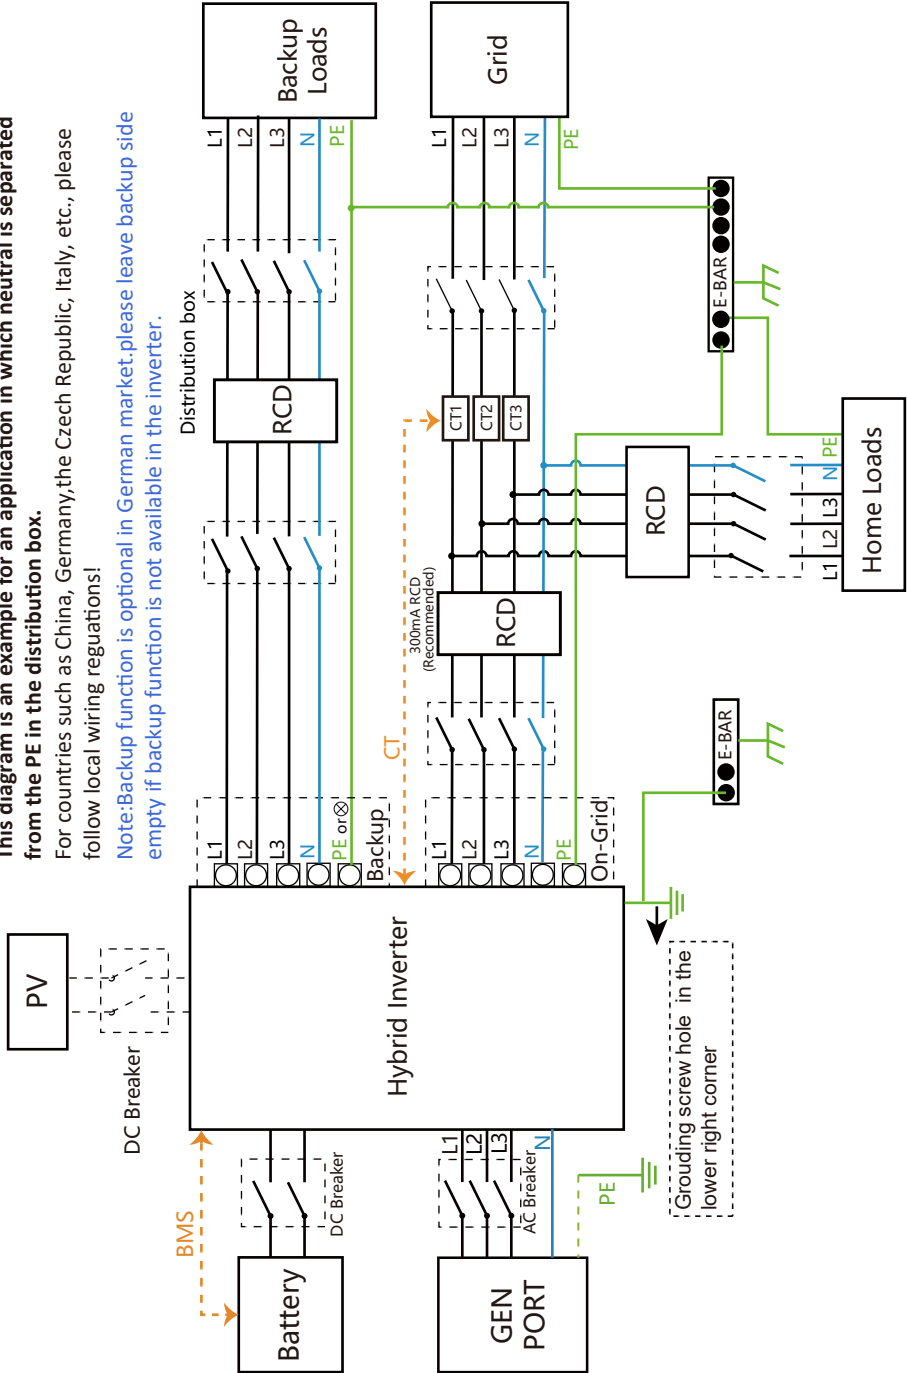 This diagram is an example for an application in which neutral is separated
from the PE in the distribution box.
For countries such as China, Germany,the Czech Republic, Italy, etc., please
follow local wiring reguations!
Note:Backup function is optional in German market.please leave backup side
empty if backup function is not available in the inverter.
PV
DC Breaker
BMS
Battery
DC Breaker
Hybrid Inverter
GEN
PORT
L1
L2
L3
N
AC Breaker
PE
Grouding screw hole in the
lower right corner
L1
L2
L3
N
PE or
Backup
CT
L1
L2
L3
N
PE
On-Grid
Distribution box
RCD
L1
L2
L3
N
PE
Backup
Loads
300mA RCD
(Recommended)
RCD
CT1
CT2
CT3
L1
L2
L3
N
PE
Grid
RCD
L1
L2
L3
N
PE
Home Loads
E-BAR
E-BAR